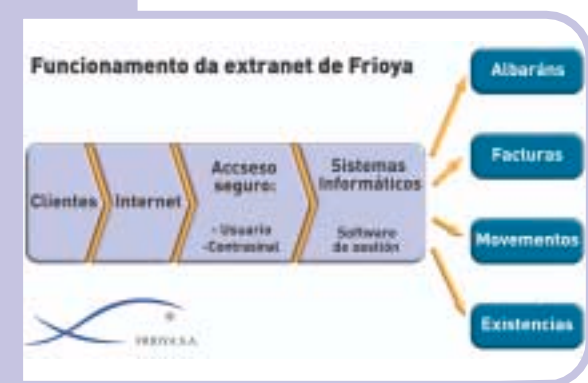 Funcionamento da extranet de Frioya
Clientes
Internet
Accseso
seguro:
- Usuario
-Contrasinal
Sistemas
Informáticos
Software
de xestión
Albaráns
Facturas
Movementos
Existencias
FRIOYA S.A.